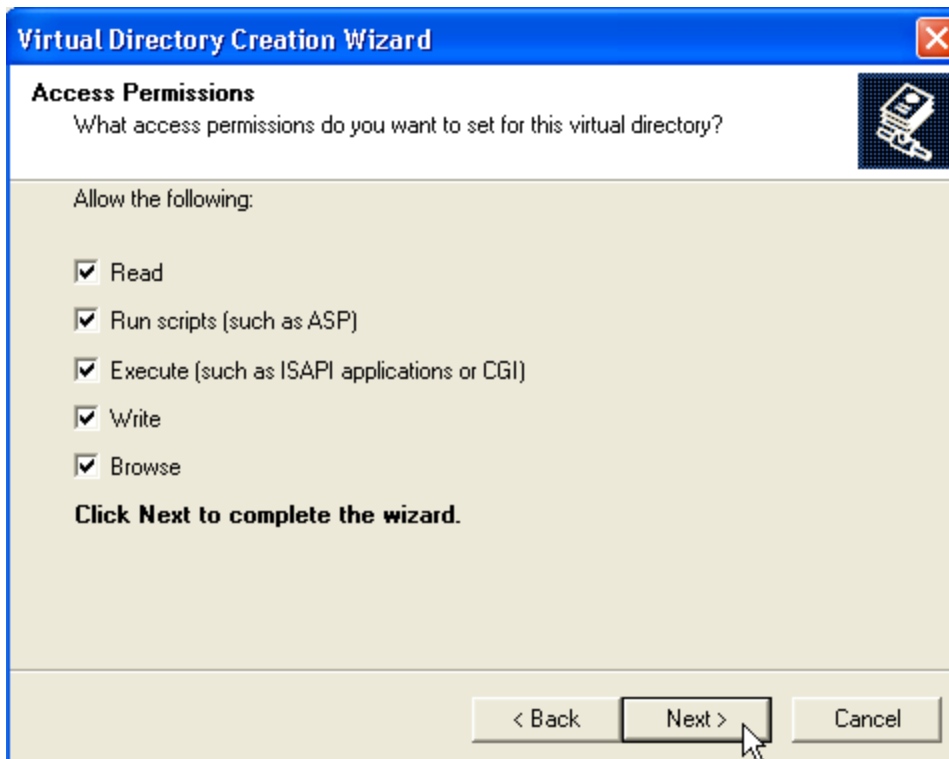 Virtual Directory Creation Wizard
Access Permissions
What access permissions do you want to set for this virtual directory?
Allow the following:
Read
Run scripts (such as ASP)
Execute (such as ISAPI applications or CGI)
Write
Browse
Click Next to complete the wizard.
< Back Next > Cancel